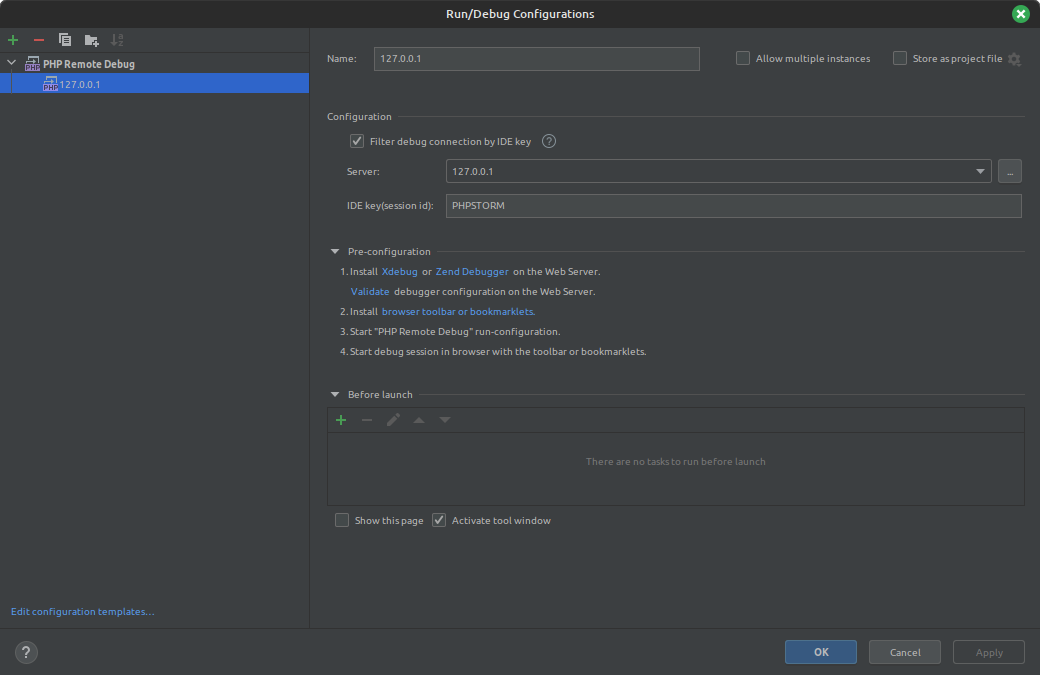 Run/Debug Configurations
PHP Remote Debug
127.0.0.1
Name: 127.0.0.1 Allow multiple instances Store as project file
Configuration
Filter debug connection by IDE key ?
Server: 127.0.0.1 ...
IDE key(session id): PHPSTORM
Pre-configuration
1. Install Xdebug or Zend Debugger on the Web Server.
Validate debugger configuration on the Web Server.
2. Install browser toolbar or bookmarklets.
3. Start "PHP Remote Debug" run-configuration.
4. Start debug session in browser with the toolbar or bookmarklets.
Before launch
There are no tasks to run before launch
Show this page Activate tool window
Edit configuration templates...
? OK Cancel Apply